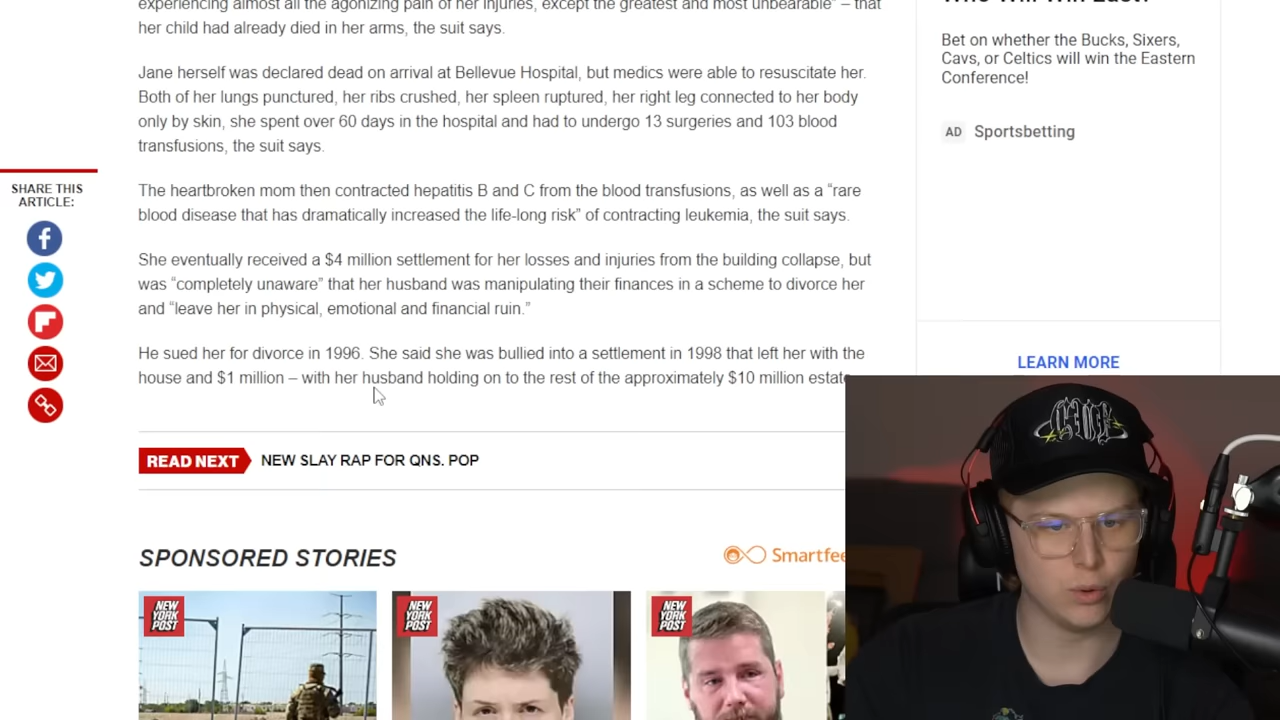 experiencing almost all the agonizing pain of her injuries, except the greatest and most unbearable” – that
her child had already died in her arms, the suit says.
Jane herself was declared dead on arrival at Bellevue Hospital, but medics were able to resuscitate her.
Both of her lungs punctured, her ribs crushed, her spleen ruptured, her right leg connected to her body
only by skin, she spent over 60 days in the hospital and had to undergo 13 surgeries and 103 blood
transfusions, the suit says.
The heartbroken mom then contracted hepatitis B and C from the blood transfusions, as well as a “rare
blood disease that has dramatically increased the life-long risk” of contracting leukemia, the suit says.
She eventually received a $4 million settlement for her losses and injuries from the building collapse, but
was “completely unaware” that her husband was manipulating their finances in a scheme to divorce her
and “leave her in physical, emotional and financial ruin.”
He sued her for divorce in 1996. She said she was bullied into a settlement in 1998 that left her with the
house and $1 million – with her husband holding on to the rest of the approximately $10 million estate
SHARE THIS
ARTICLE:
READ NEXT NEW SLAY RAP FOR QNS. POP
SPONSORED STORIES
Smartfee
NEW
YORK
POST
NEW
YORK
POST
NEW
YORK
POST
Who Will Win East?
Bet on whether the Bucks, Sixers,
Cavs, or Celtics will win the Eastern
Conference!
AD Sportsbetting
LEARN MORE